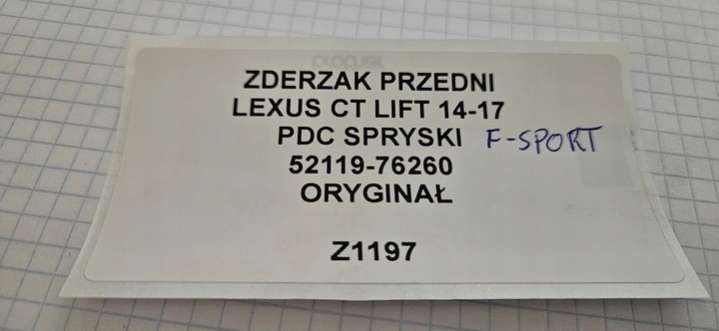 ZDERZAK PRZEDNI
LEXUS CT LIFT 14-17
PDC SPRYSKI F-SPORT
52119-76260
ORYGINAŁ
Z1197